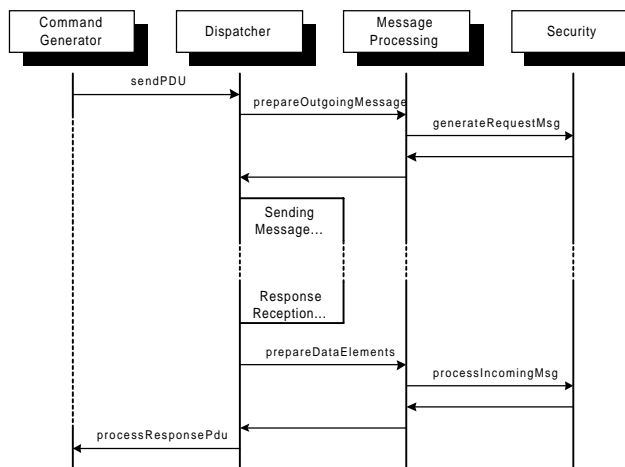 Command
Generator
Dispatcher
Message
Processing
Security
sendPDU
prepareOutgoingMessage
generateRequestMsg
Sending
Message...
Response
Reception...
prepareDataElements
processIncomingMsg
processResponsePdu